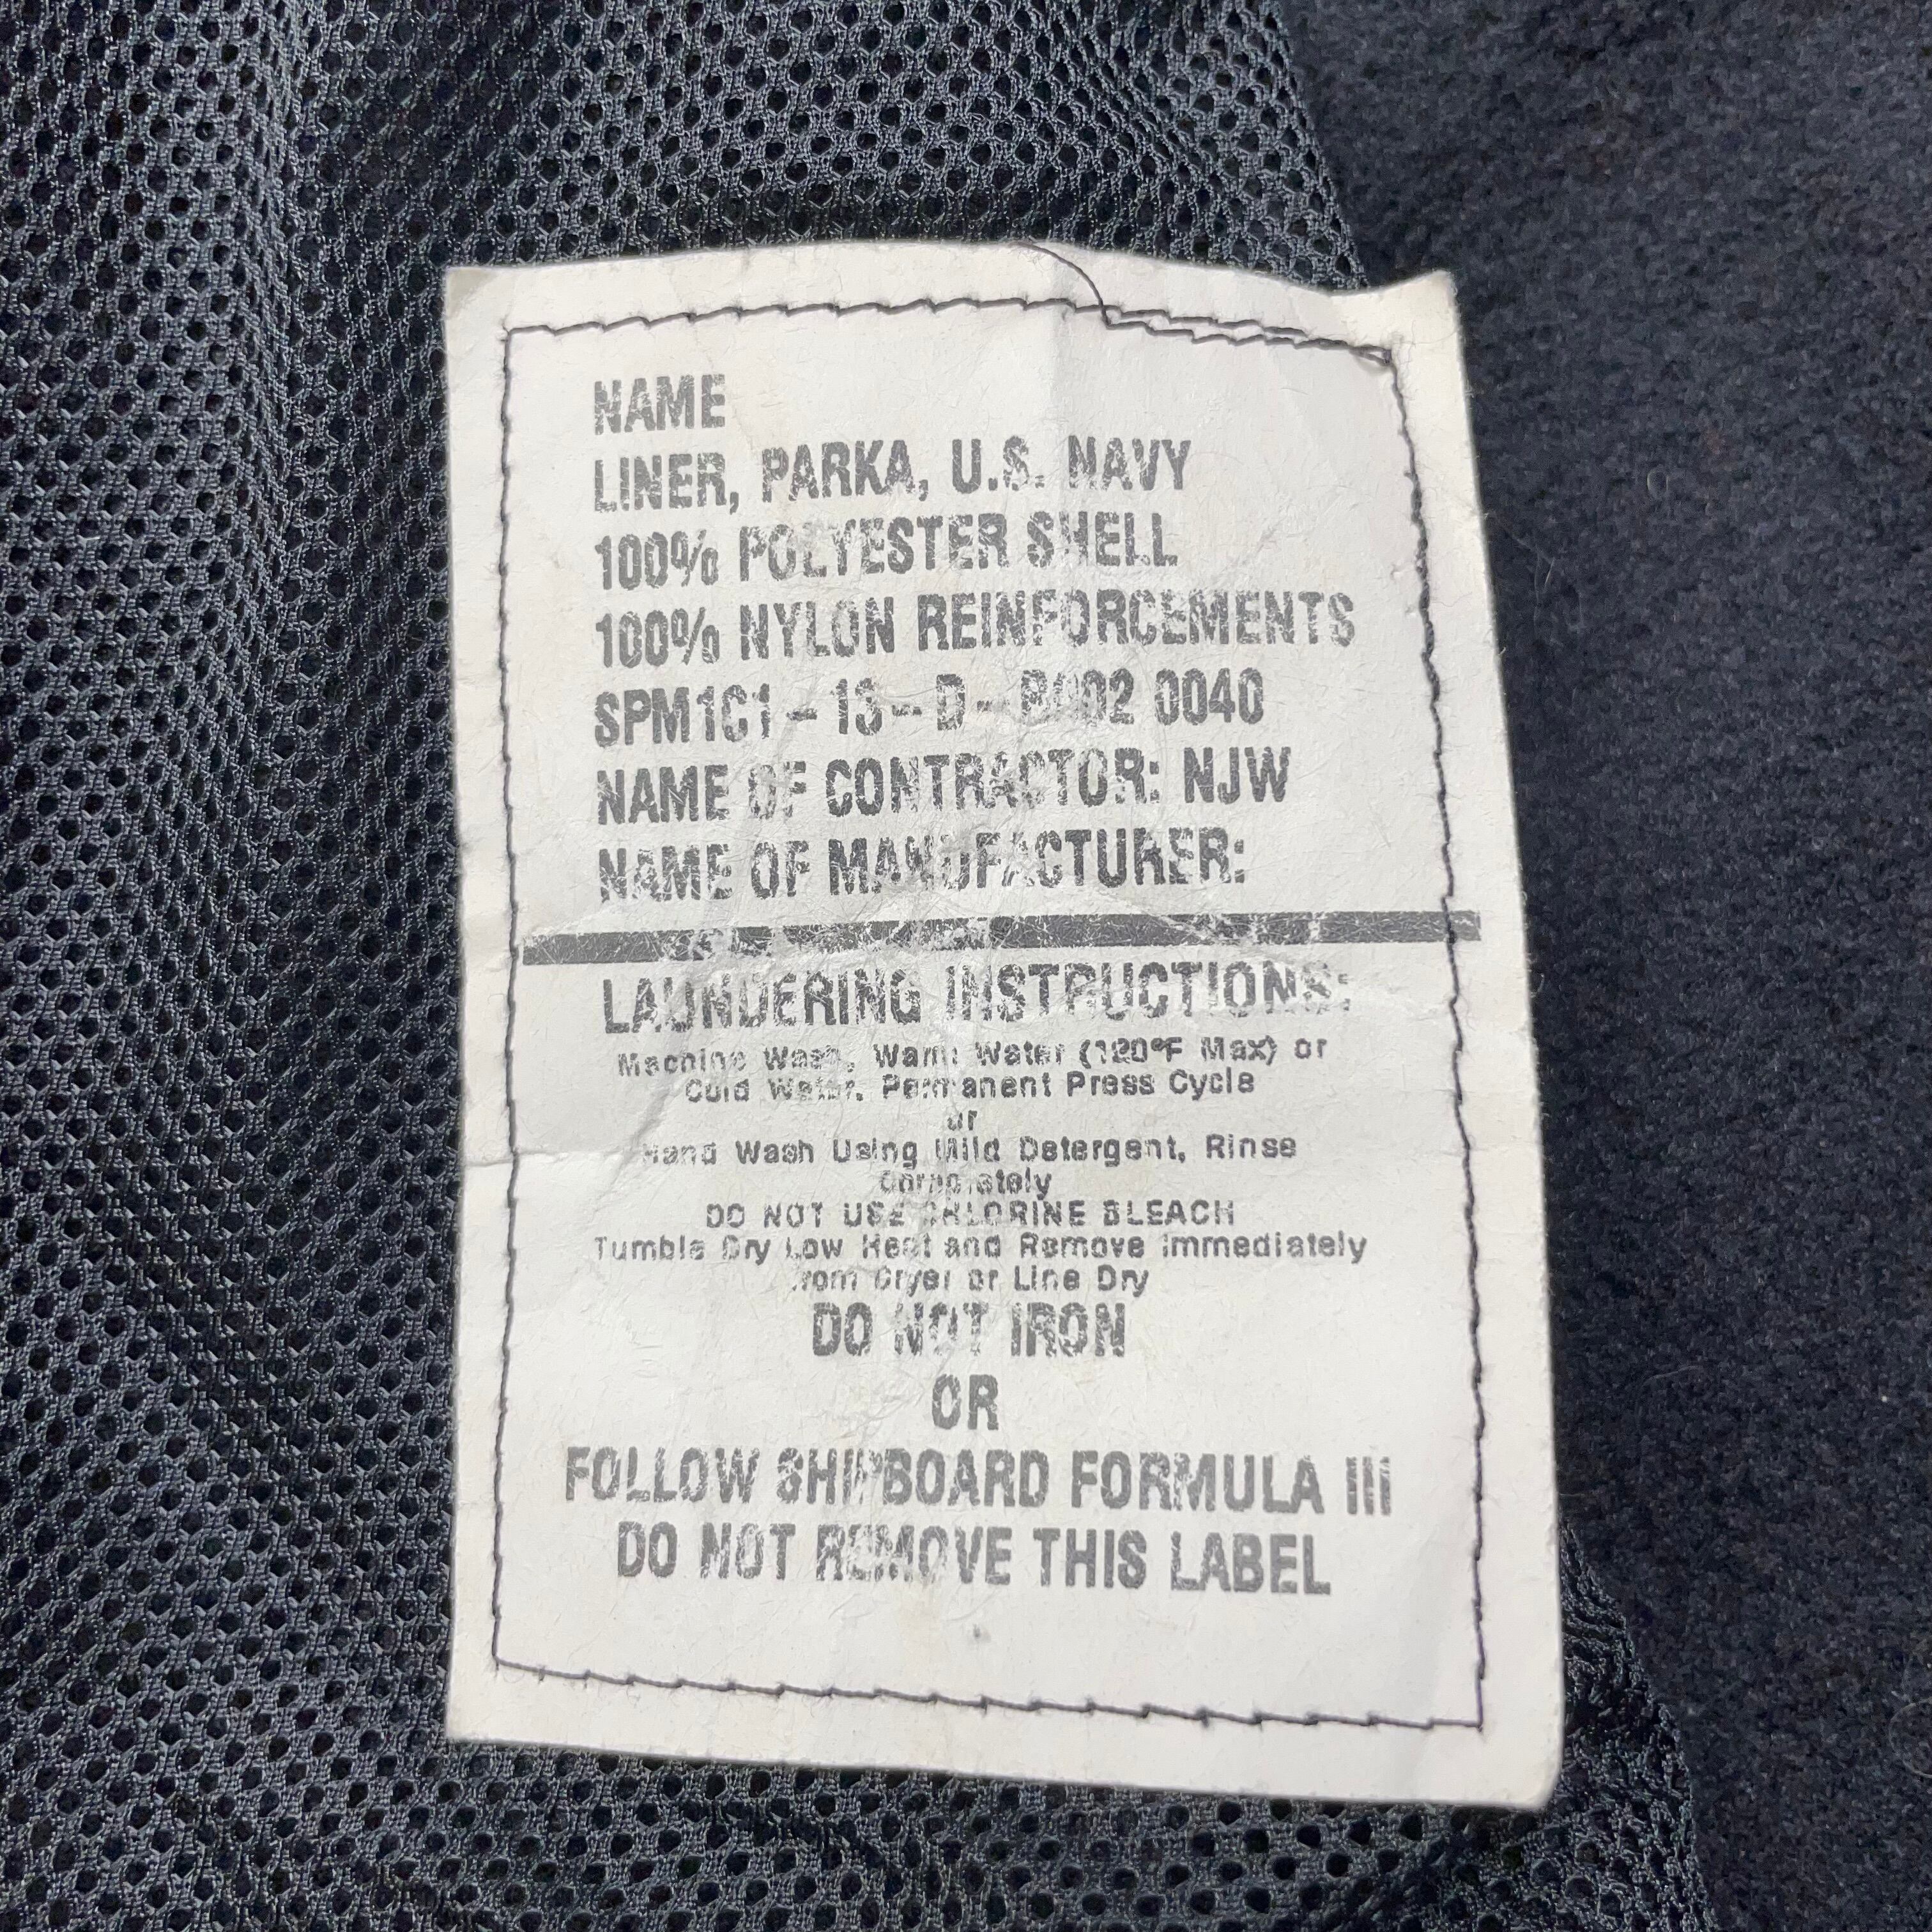 NAME
LINER, PARKA, U.S. NAVY
100% POLYESTER SHELL
100% NYLON REINFORCEMENTS
SPM1C1 – 13 – D – 0040
NAME OF CONTRACTOR: NJW
NAME OF MANUFACTURER:
LAUNDERING INSTRUCTIONS:
Machine Wash, Warm Water (120°F Max) or
Cold Water, Permanent Press Cycle
or
Hand Wash Using Mild Detergent, Rinse
Completely
DO NOT USE CHLORINE BLEACH
Tumble Dry Low Heat and Remove Immediately
from Dryer or Line Dry
DO NOT IRON
OR
FOLLOW SHIPBOARD FORMULA III
DO NOT REMOVE THIS LABEL